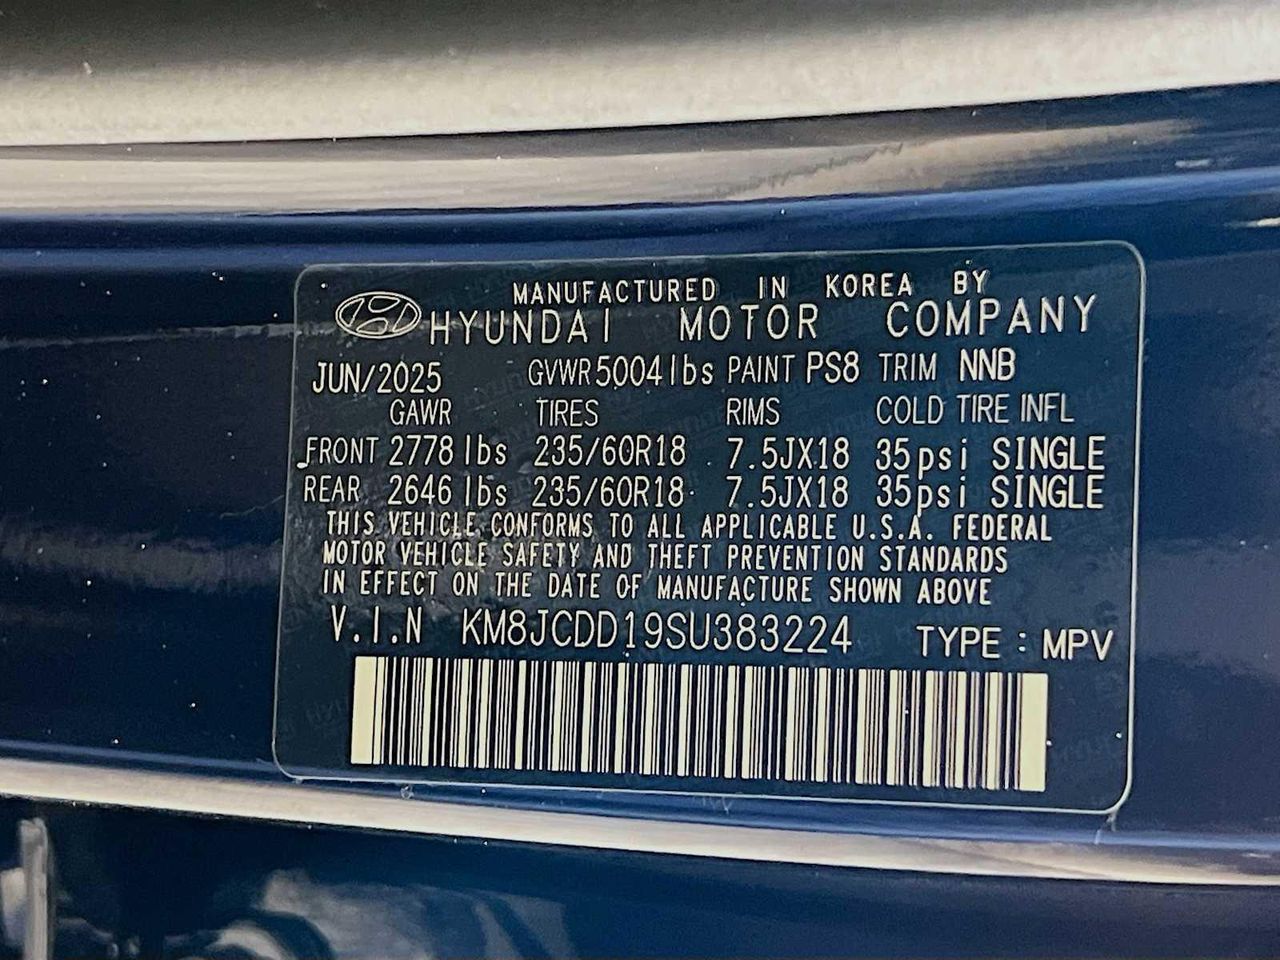 MANUFACTURED IN KOREA BY
HYUNDAI MOTOR COMPANY
JUN/2025 GVWR 5004 lbs PAINT PS8 TRIM NNB
GAWR TIRES RIMS COLD TIRE INFL
FRONT 2778 lbs 235/60R18 7.5JX18 35psi SINGLE
REAR 2646 lbs 235/60R18 7.5JX18 35psi SINGLE
THIS VEHICLE CONFORMS TO ALL APPLICABLE U.S.A. FEDERAL
MOTOR VEHICLE SAFETY AND THEFT PREVENTION STANDARDS
IN EFFECT ON THE DATE OF MANUFACTURE SHOWN ABOVE
V.I.N KM8JCDD19SU383224 TYPE : MPV